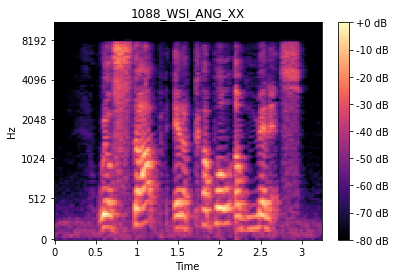 1088_WSI_ANG_XX
8192
4096
2048
1024
512
0
Hz
0
0.5
1
1.5
2
2.5
3
Time
+0 dB
-10 dB
-20 dB
-30 dB
-40 dB
-50 dB
-60 dB
-70 dB
-80 dB